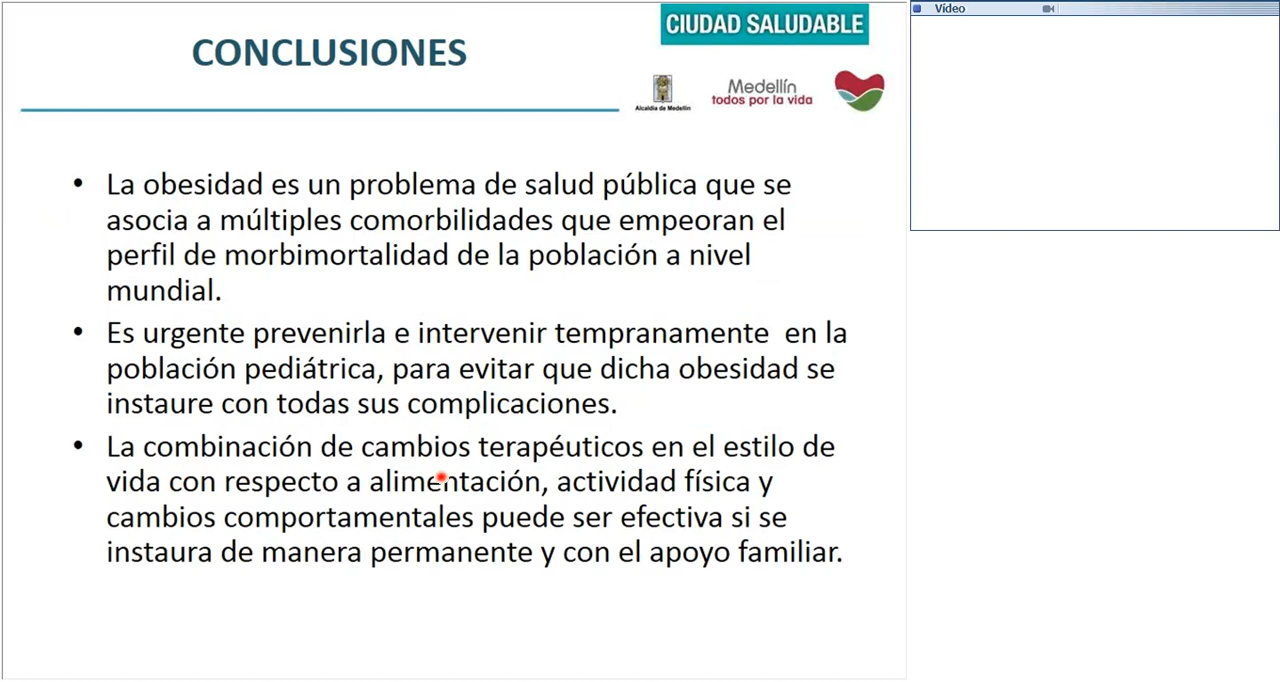 CONCLUSIONES
CIUDAD SALUDABLE
Alcaldía de Medellín
Medellín
todos por la vida
Vídeo
• La obesidad es un problema de salud pública que se
asocia a múltiples comorbilidades que empeoran el
perfil de morbimortalidad de la población a nivel
mundial.
• Es urgente prevenirla e intervenir tempranamente en la
población pediátrica, para evitar que dicha obesidad se
instaure con todas sus complicaciones.
• La combinación de cambios terapéuticos en el estilo de
vida con respecto a alimentación, actividad física y
cambios comportamentales puede ser efectiva si se
instaura de manera permanente y con el apoyo familiar.